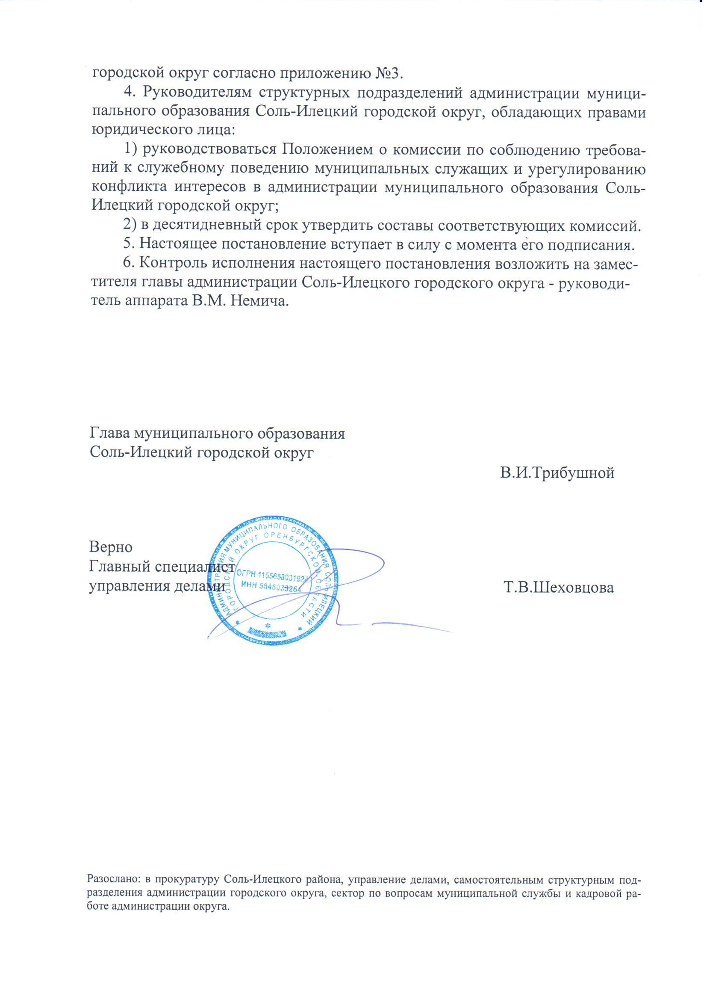 городской округ согласно приложению №3.
4. Руководителям структурных подразделений администрации муници-
пального образования Соль-Илецкий городской округ, обладающих правами
юридического лица:
1) руководствоваться Положением о комиссии по соблюдению требова-
ний к служебному поведению муниципальных служащих и урегулированию
конфликта интересов в администрации муниципального образования Соль-
Илецкий городской округ;
2) в десятидневный срок утвердить составы соответствующих комиссий.
5. Настоящее постановление вступает в силу с момента его подписания.
6. Контроль исполнения настоящего постановления возложить на замес-
тителя главы администрации Соль-Илецкого городского округа - руководи-
тель аппарата В.М. Немича.
Глава муниципального образования
Соль-Илецкий городской округ
В.И.Трибушной
Верно
Главный специалист
управления делами
Т.В.Шеховцова
АДМИНИСТРАЦИЯ МУНИЦИПАЛЬНОГО ОБРАЗОВАНИЯ СОЛЬ-ИЛЕЦКИЙ
ГОРОДСКОЙ ОКРУГ ОРЕНБУРГСКОЙ ОБЛАСТИ
ОГРН
ИНН
Разослано: в прокуратуру Соль-Илецкого района, управление делами, самостоятельным структурным под-
разделения администрации городского округа, сектор по вопросам муниципальной службы и кадровой ра-
боте администрации округа.